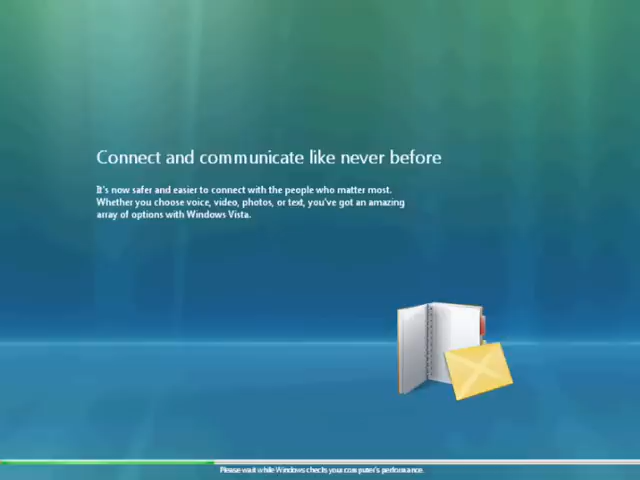 Connect and communicate like never before
It's now safer and easier to connect with the people who matter most.
Whether you choose voice, video, photos, or text, you've got an amazing
array of options with Windows Vista.
Please wait while Windows checks your computer's performance.